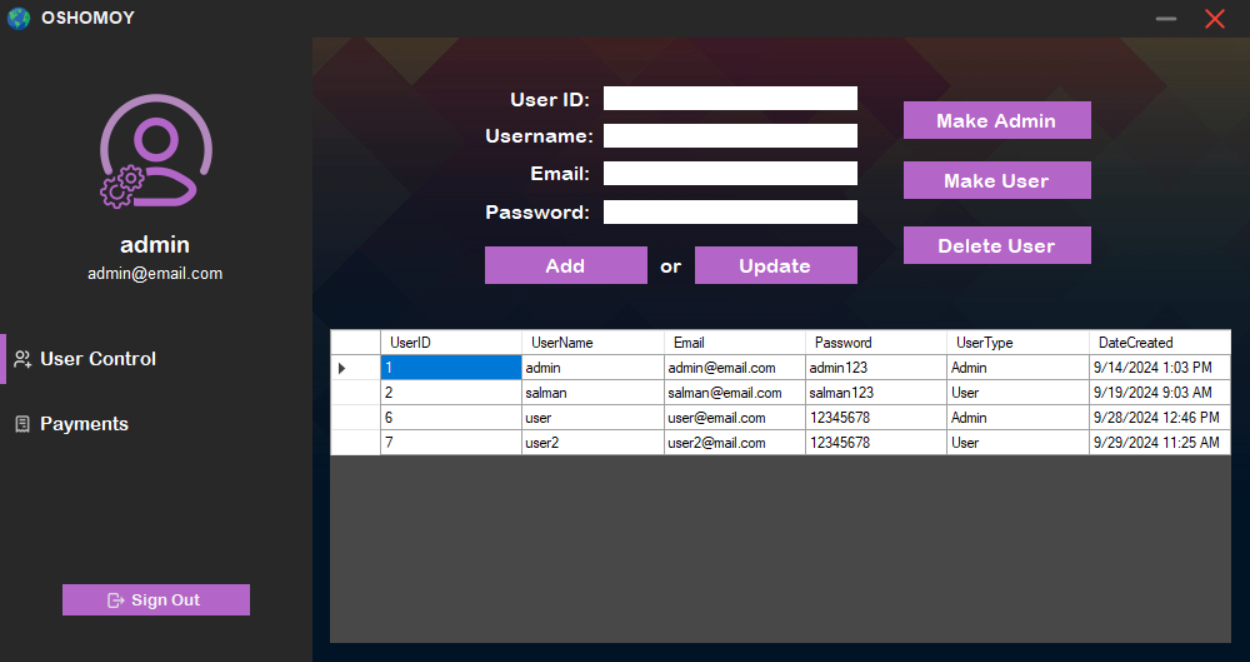 OSHOMOY
admin
admin@email.com
User Control
Payments
Sign Out
User ID:
Username:
Email:
Password:
Add or Update
Make Admin
Make User
Delete User
UserID UserName Email Password UserType DateCreated
1 admin admin@email.com admin123 Admin 9/14/2024 1:03 PM
2 salman salman@email.com salman123 User 9/19/2024 9:03 AM
6 user user@email.com 12345678 Admin 9/28/2024 12:46 PM
7 user2 user2@mail.com 12345678 User 9/29/2024 11:25 AM